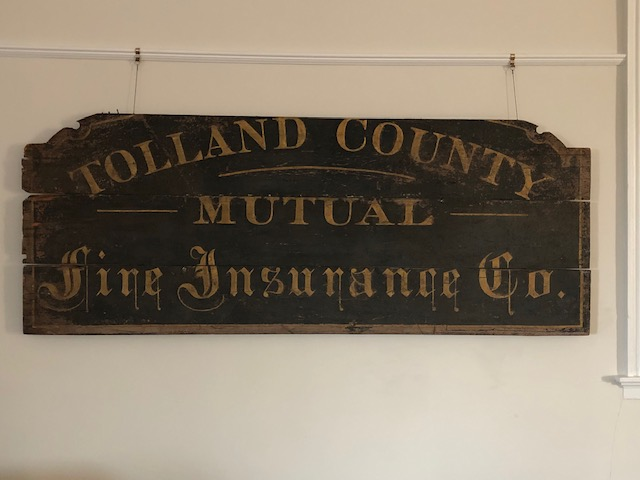 TOLLAND COUNTY
MUTUAL
Fire Insurance Co.